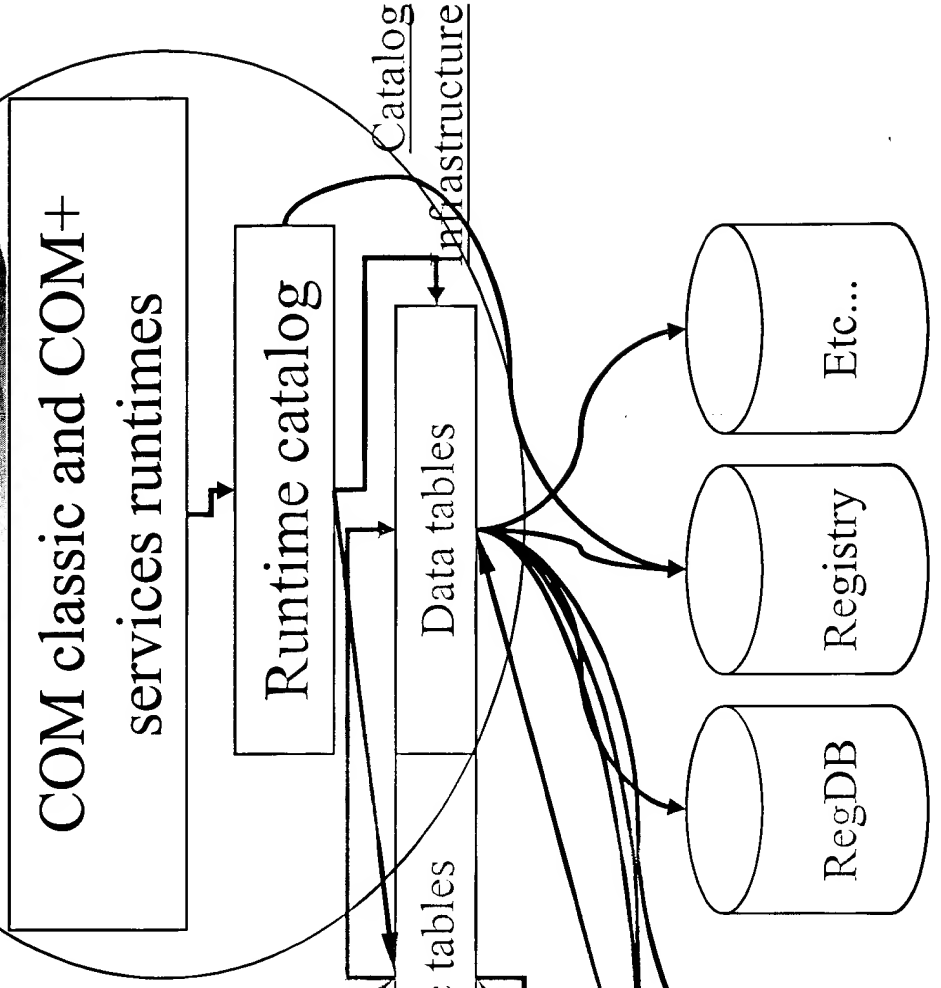 COM classic and COM+
services runtimes
Catalog
infrastructure
Runtime catalog
Data tables
tables
Etc...
Registry
RegDB